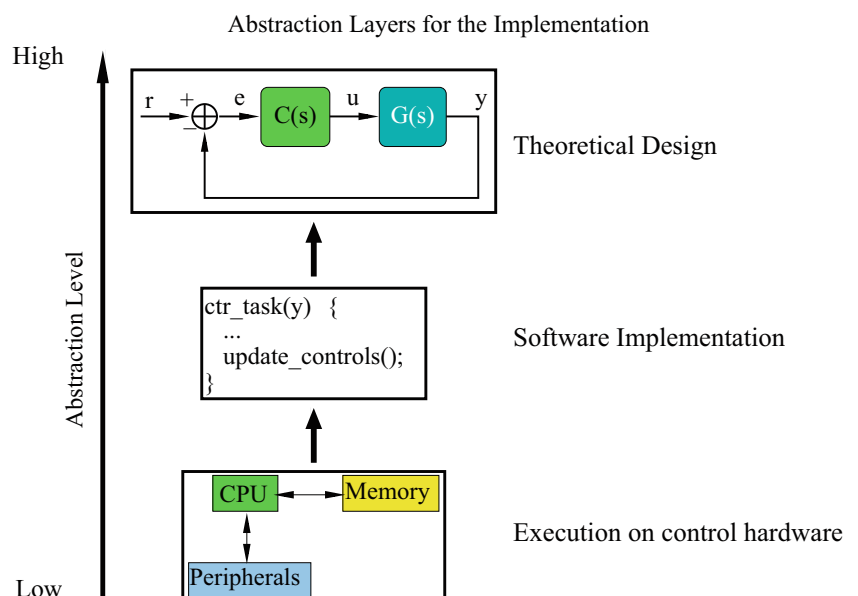 Abstraction Layers for the Implementation
High
r
+
−
e
C(s)
u
G(s)
y
Theoretical Design
Abstraction Level
ctr_task(y) {
...
update_controls();
}
Software Implementation
CPU
Memory
Execution on control hardware
Peripherals
Low